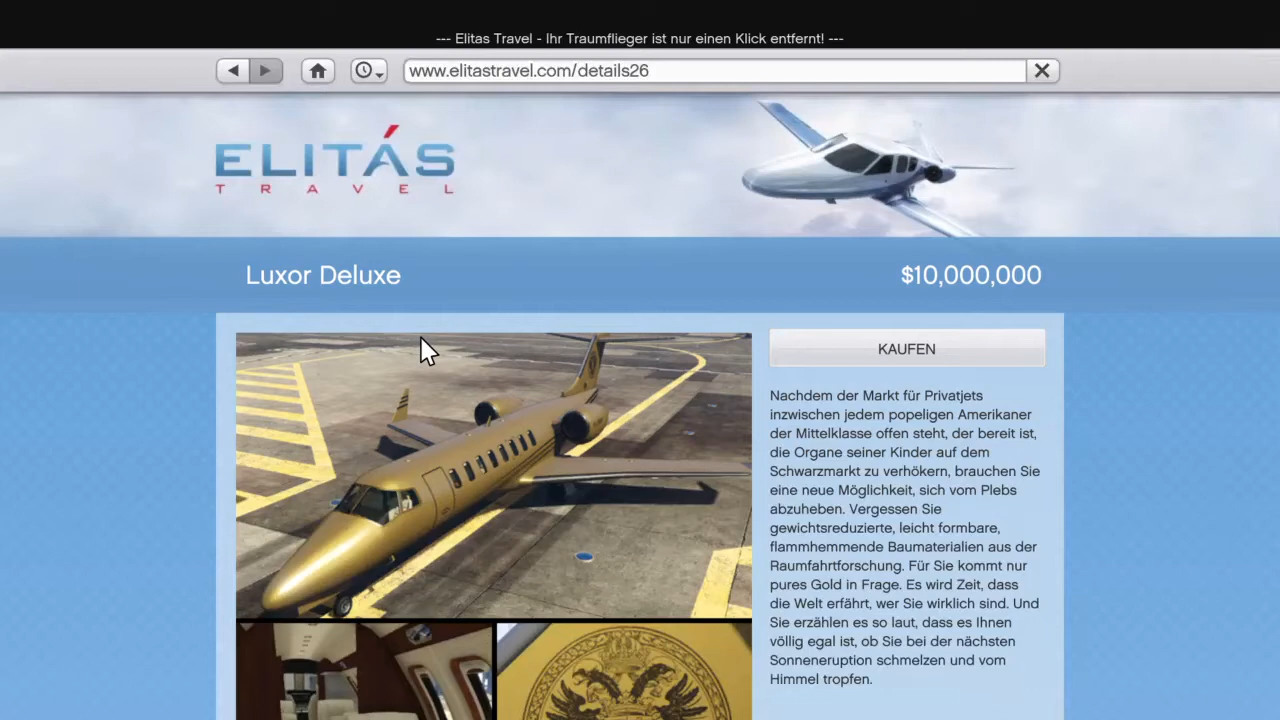 --- Elitas Travel - Ihr Traumflieger ist nur einen Klick entfernt! ---
www.elitastravel.com/details26
ELITÁS
TRAVEL
Luxor Deluxe
$10,000,000
KAUFEN
Nachdem der Markt für Privatjets
inzwischen jedem popeligen Amerikaner
der Mittelklasse offen steht, der bereit ist,
die Organe seiner Kinder auf dem
Schwarzmarkt zu verhökern, brauchen Sie
eine neue Möglichkeit, sich vom Plebs
abzuheben. Vergessen Sie
gewichtsreduzierte, leicht formbare,
flammhemmende Baumaterialien aus der
Raumfahrtforschung. Für Sie kommt nur
pures Gold in Frage. Es wird Zeit, dass
die Welt erfährt, wer Sie wirklich sind. Und
Sie erzählen es so laut, dass es Ihnen
völlig egal ist, ob Sie bei der nächsten
Sonneneruption schmelzen und vom
Himmel tropfen.